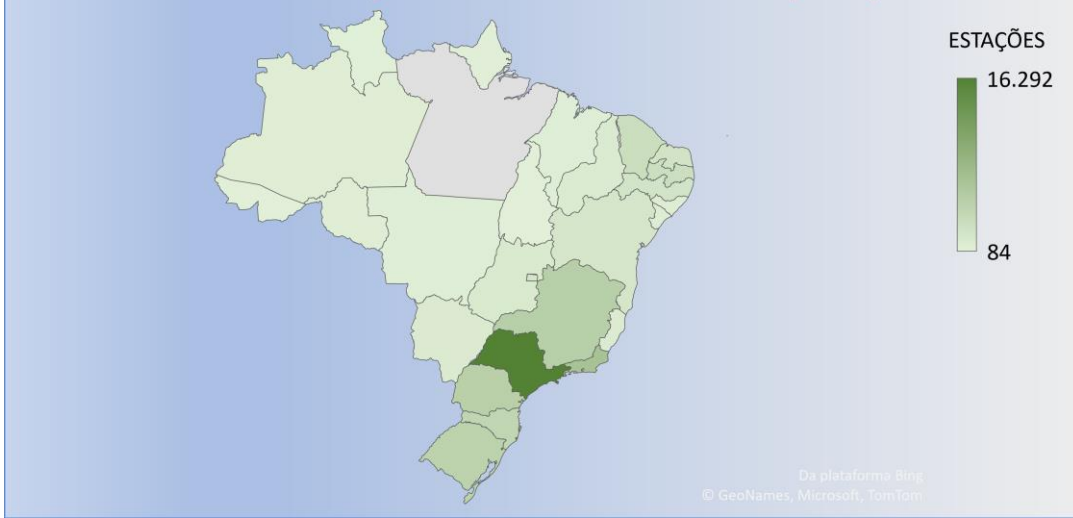 ESTAÇÕES
16.292
84
Da plataforma Bing
© GeoNames, Microsoft, TomTom